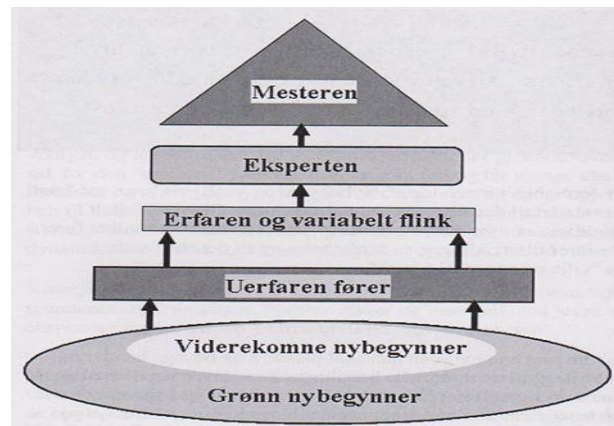 Mesteren
Eksperten
Erfaren og variabelt flink
Uerfaren fører
Viderekomne nybegynner
Grønn nybegynner